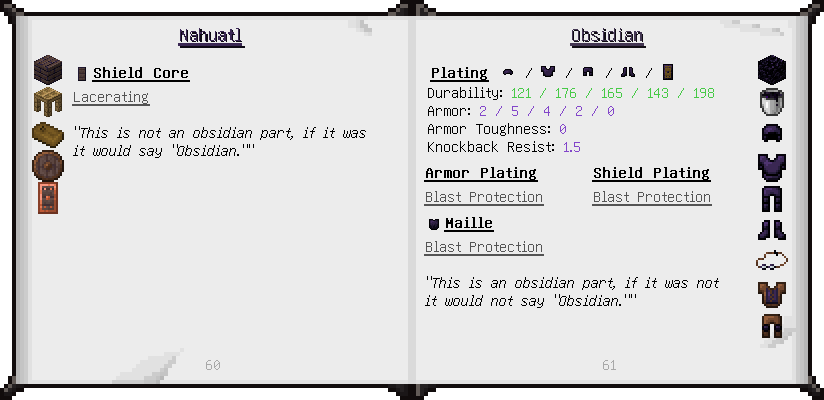 Nahuatl
Shield Core
Lacerating
"This is not an obsidian part, if it was
it would say "Obsidian.""
60
Obsidian
Plating / / / /
Durability: 121 / 176 / 165 / 143 / 198
Armor: 2 / 5 / 4 / 2 / 0
Armor Toughness: 0
Knockback Resist: 1.5
Armor Plating Shield Plating
Blast Protection Blast Protection
Maille
Blast Protection
"This is an obsidian part, if it was not
it would not say "Obsidian.""
61